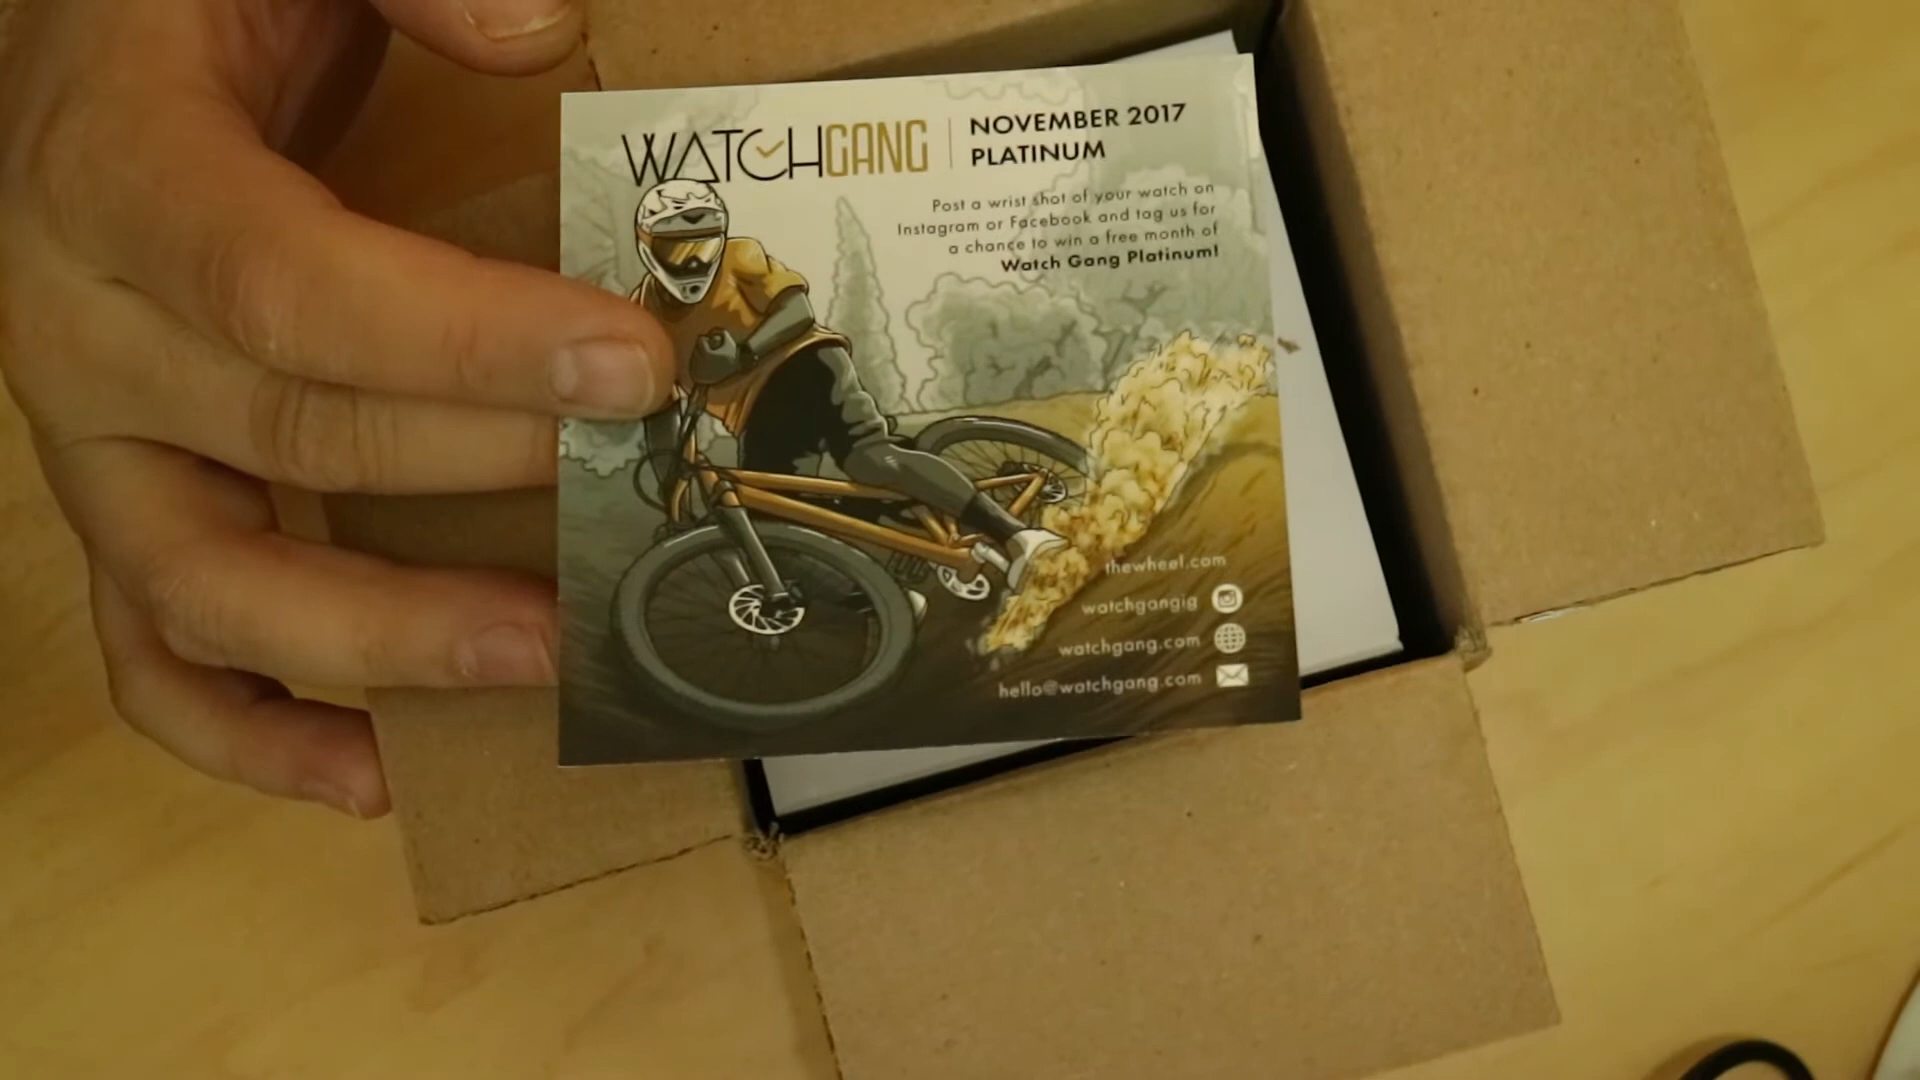 WATCHGANG
NOVEMBER 2017
PLATINUM
Post a wrist shot of your watch on
Instagram or Facebook and tag us for
a chance to win a free month of
Watch Gang Platinum!
thewheel.com
watchgangig
watchgang.com
hello@watchgang.com